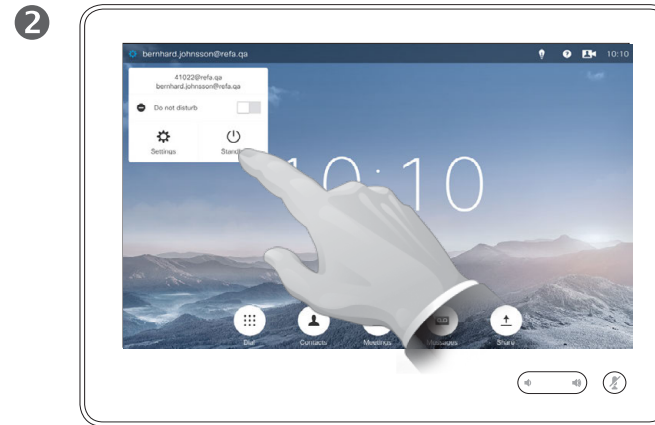 2
bernhard.johnsson@refa.qa
10:10
41022@refa.qa
bernhard.johnsson@refa.qa
Do not disturb
Settings
10:10
Dial
Contacts
Meetings
Messages
Share